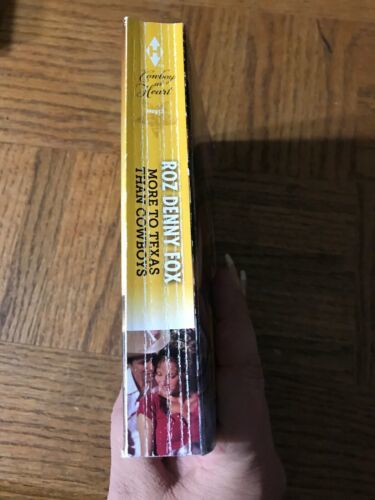 Cowboy
at
Heart
ROZ DENNY FOX
MORE TO TEXAS
THAN COWBOYS